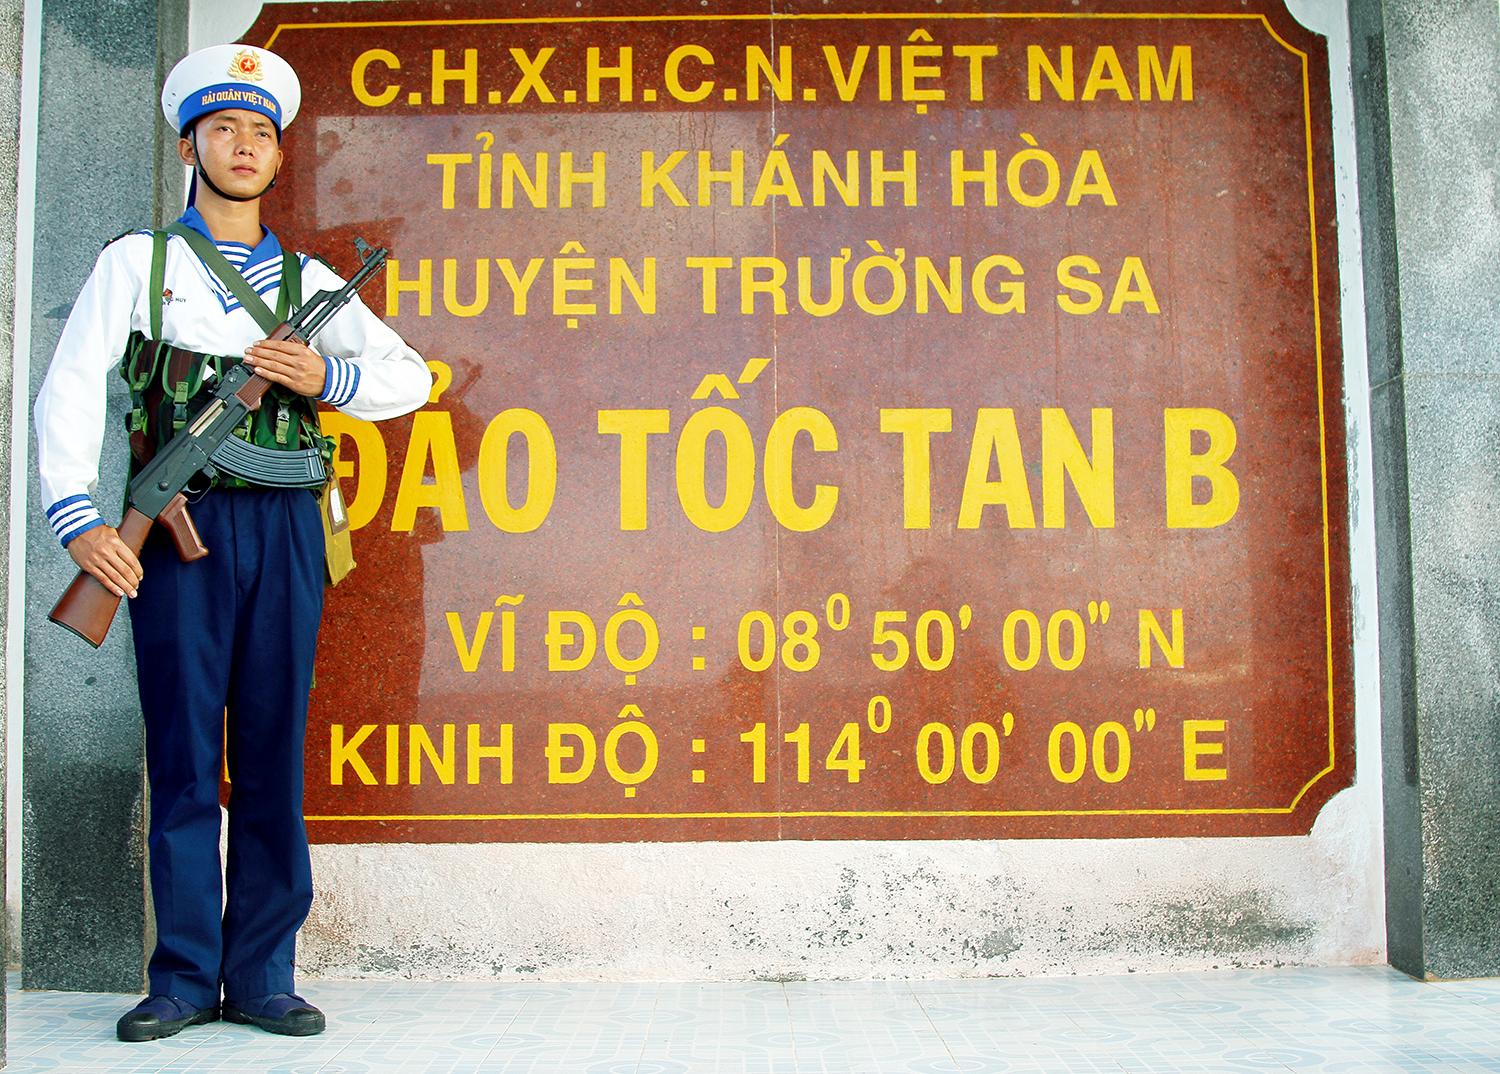 HẢI QUÂN VIỆT NAM
C.H.X.H.C.N.VIỆT NAM
TỈNH KHÁNH HÒA
HUYỆN TRƯỜNG SA
ĐẢO TỐC TAN B
VĨ ĐỘ : 08⁰ 50' 00" N
KINH ĐỘ : 114⁰ 00' 00" E